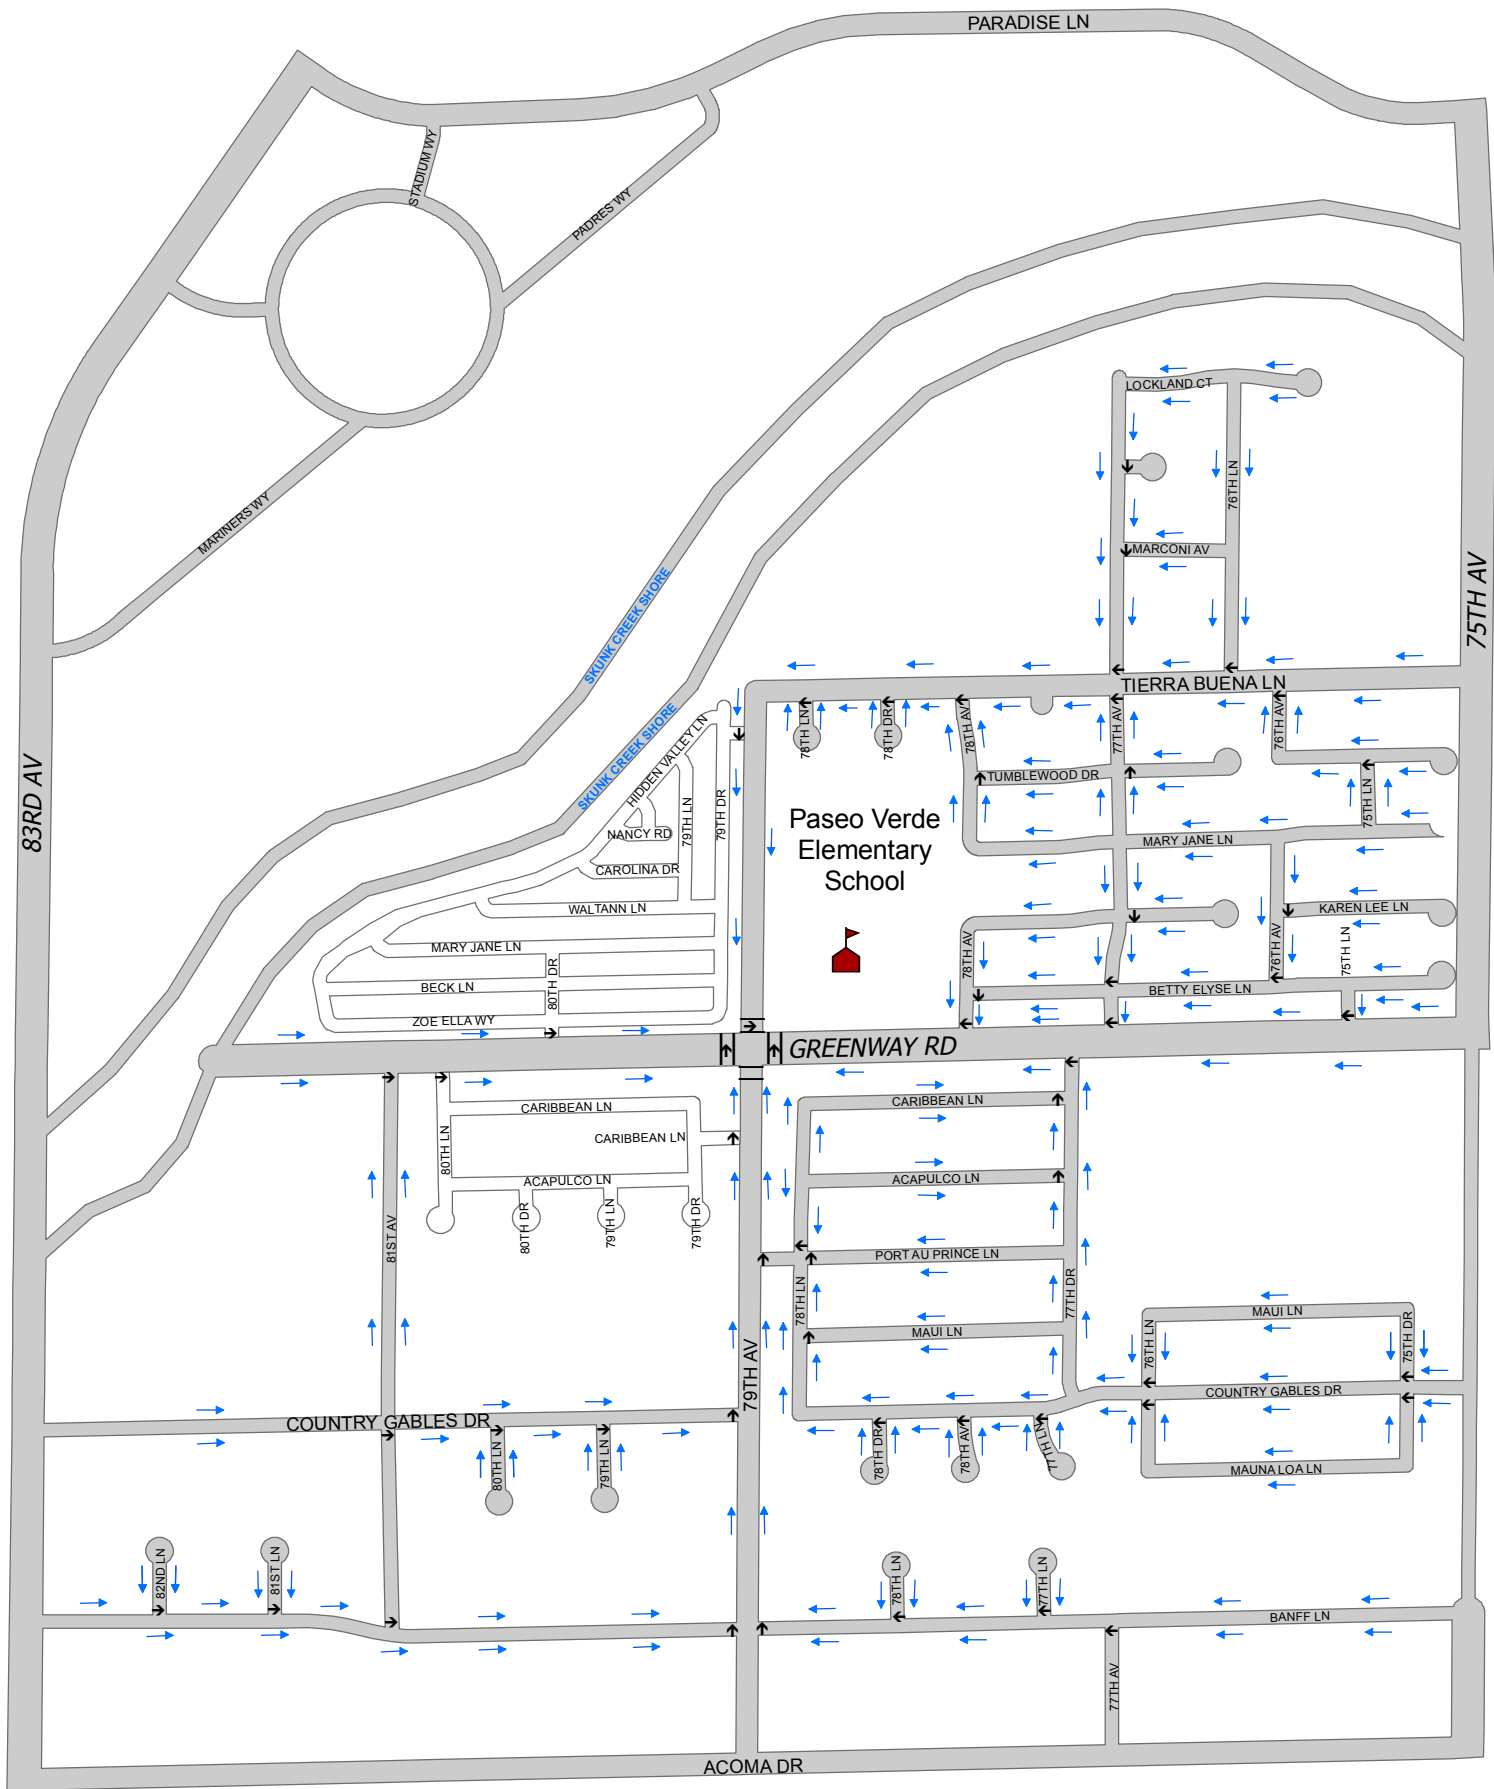 PARADISE LN
STADIUM WY
PADRES WY
MARINERS WY
83RD AV
75TH AV
SKUNK CREEK SHORE
SKUNK CREEK SHORE
LOCKLAND CT
76TH LN
MARCONI AV
TIERRA BUENA LN
78TH LN
78TH DR
78TH AV
77TH AV
76TH AV
TUMBLEWOOD DR
75TH LN
MARY JANE LN
HIDDEN VALLEY LN
NANCY RD
79TH LN
79TH DR
CAROLINA DR
WALTANN LN
MARY JANE LN
80TH DR
BECK LN
ZOE ELLA WY
Paseo Verde
Elementary
School
KAREN LEE LN
78TH AV
76TH AV
75TH LN
BETTY ELYSE LN
GREENWAY RD
CARIBBEAN LN
CARIBBEAN LN
80TH LN
ACAPULCO LN
80TH DR
79TH LN
79TH DR
81ST AV
CARIBBEAN LN
ACAPULCO LN
PORT AU PRINCE LN
78TH LN
77TH DR
MAUI LN
79TH AV
MAUI LN
76TH LN
75TH DR
COUNTRY GABLES DR
COUNTRY GABLES DR
80TH LN
79TH LN
78TH DR
78TH AV
77TH LN
MAUNA LOA LN
82ND LN
81ST LN
78TH LN
77TH LN
BANFF LN
77TH AV
ACOMA DR